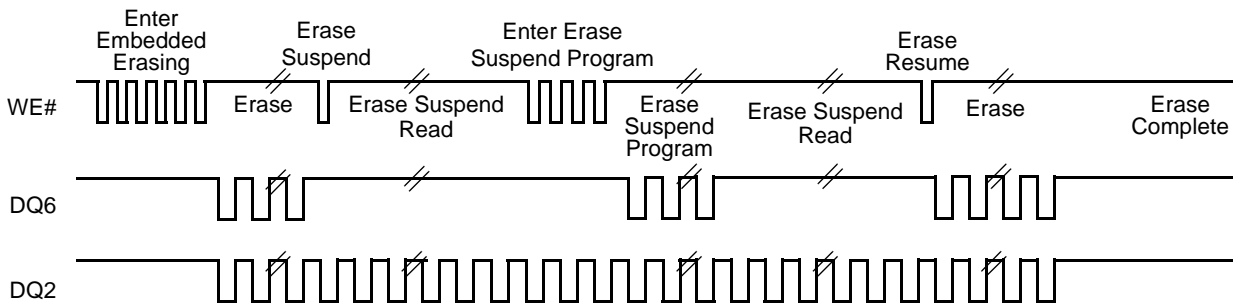 Enter
Embedded
Erasing
Erase
Suspend
Enter Erase
Suspend Program
Erase
Resume
WE#
Erase
Erase Suspend
Read
Erase
Suspend
Program
Erase Suspend
Read
Erase
Erase
Complete
DQ6
DQ2